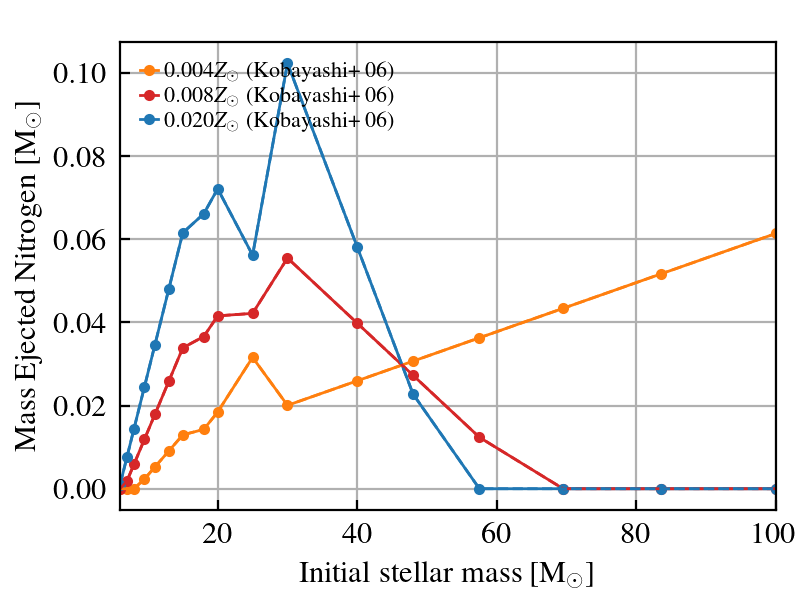 0.004Z☉ (Kobayashi+ 06)
0.008Z☉ (Kobayashi+ 06)
0.020Z☉ (Kobayashi+ 06)
Mass Ejected Nitrogen [M☉]
0.10
0.08
0.06
0.04
0.02
0.00
20 40 60 80 100
Initial stellar mass [M☉]